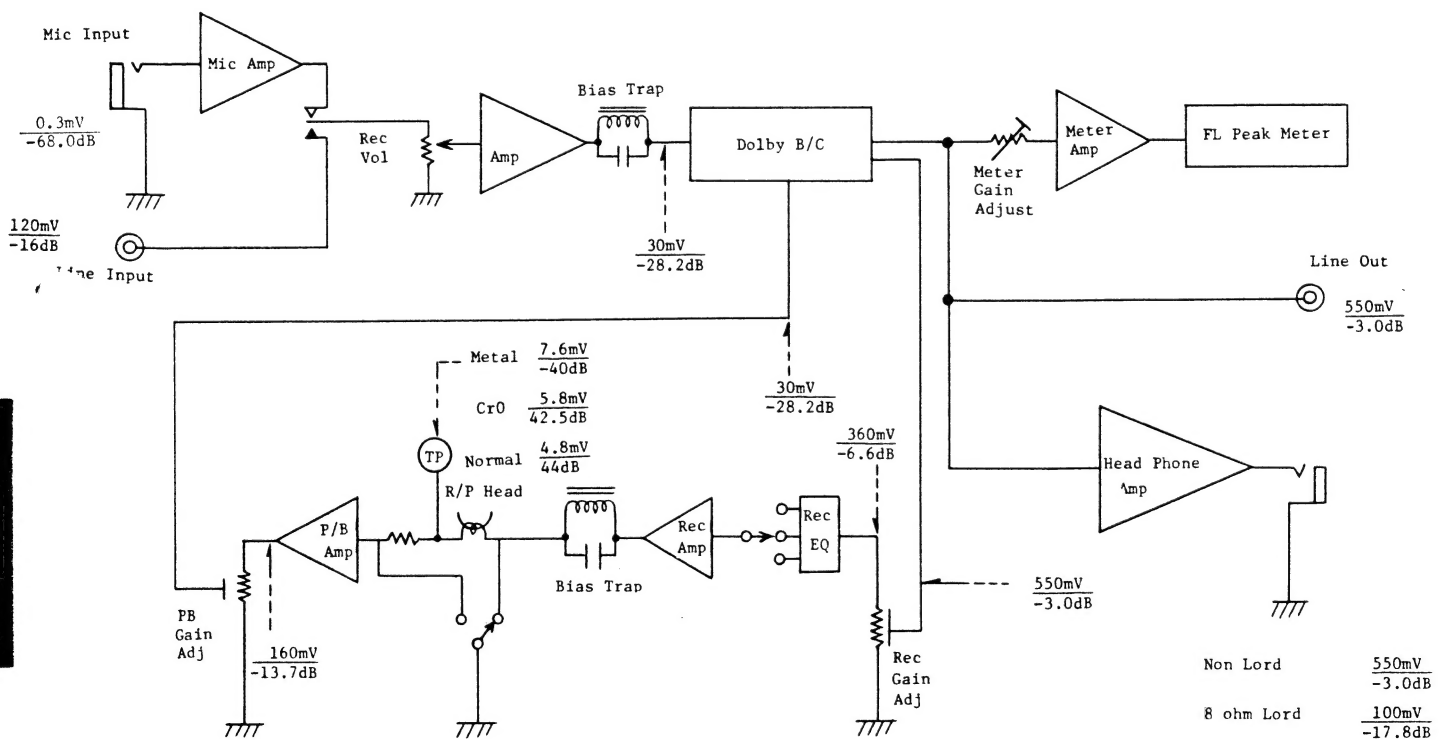 Mic Input
Mic Amp
0.3mV
-68.0dB
120mV
-16dB
Line Input
Rec
Vol
Amp
Bias Trap
30mV
-28.2dB
Dolby B/C
Meter
Gain
Adjust
Meter
Amp
FL Peak Meter
Line Out
550mV
-3.0dB
30mV
-28.2dB
Metal 7.6mV
-40dB
CrO 5.8mV
42.5dB
Normal 4.8mV
44dB
TP
R/P Head
P/B
Amp
PB
Gain
Adj
160mV
-13.7dB
Bias Trap
Rec
Amp
Rec
EQ
360mV
-6.6dB
550mV
-3.0dB
Rec
Gain
Adj
Head Phone
Amp
Non Lord 550mV
-3.0dB
8 ohm Lord 100mV
-17.8dB